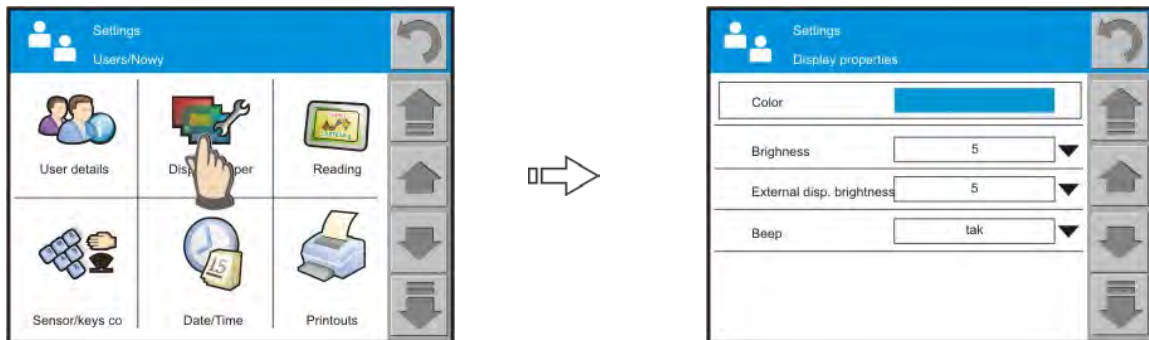 Settings
Users/Nowy
User details
Reading
Sensor/keys co
Date/Time
Printouts
15
Settings
Display properties
Color
Brighness
5
External disp. brightness
5
Beep
tak